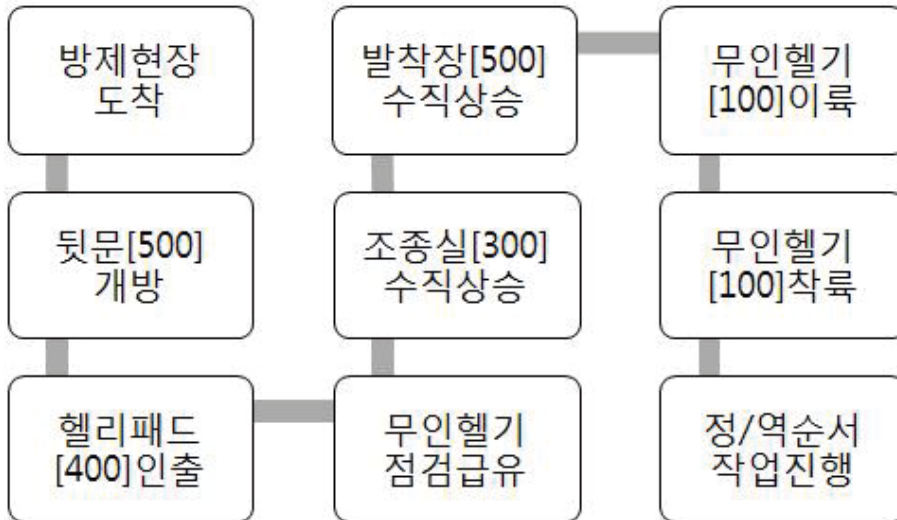 방제현장
도착
뒷문[500]
개방
헬리패드
[400]인출
무인헬기
점검급유
조종실[300]
수직상승
발착장[500]
수직상승
무인헬기
[100]이륙
무인헬기
[100]착륙
정/역순서
작업진행